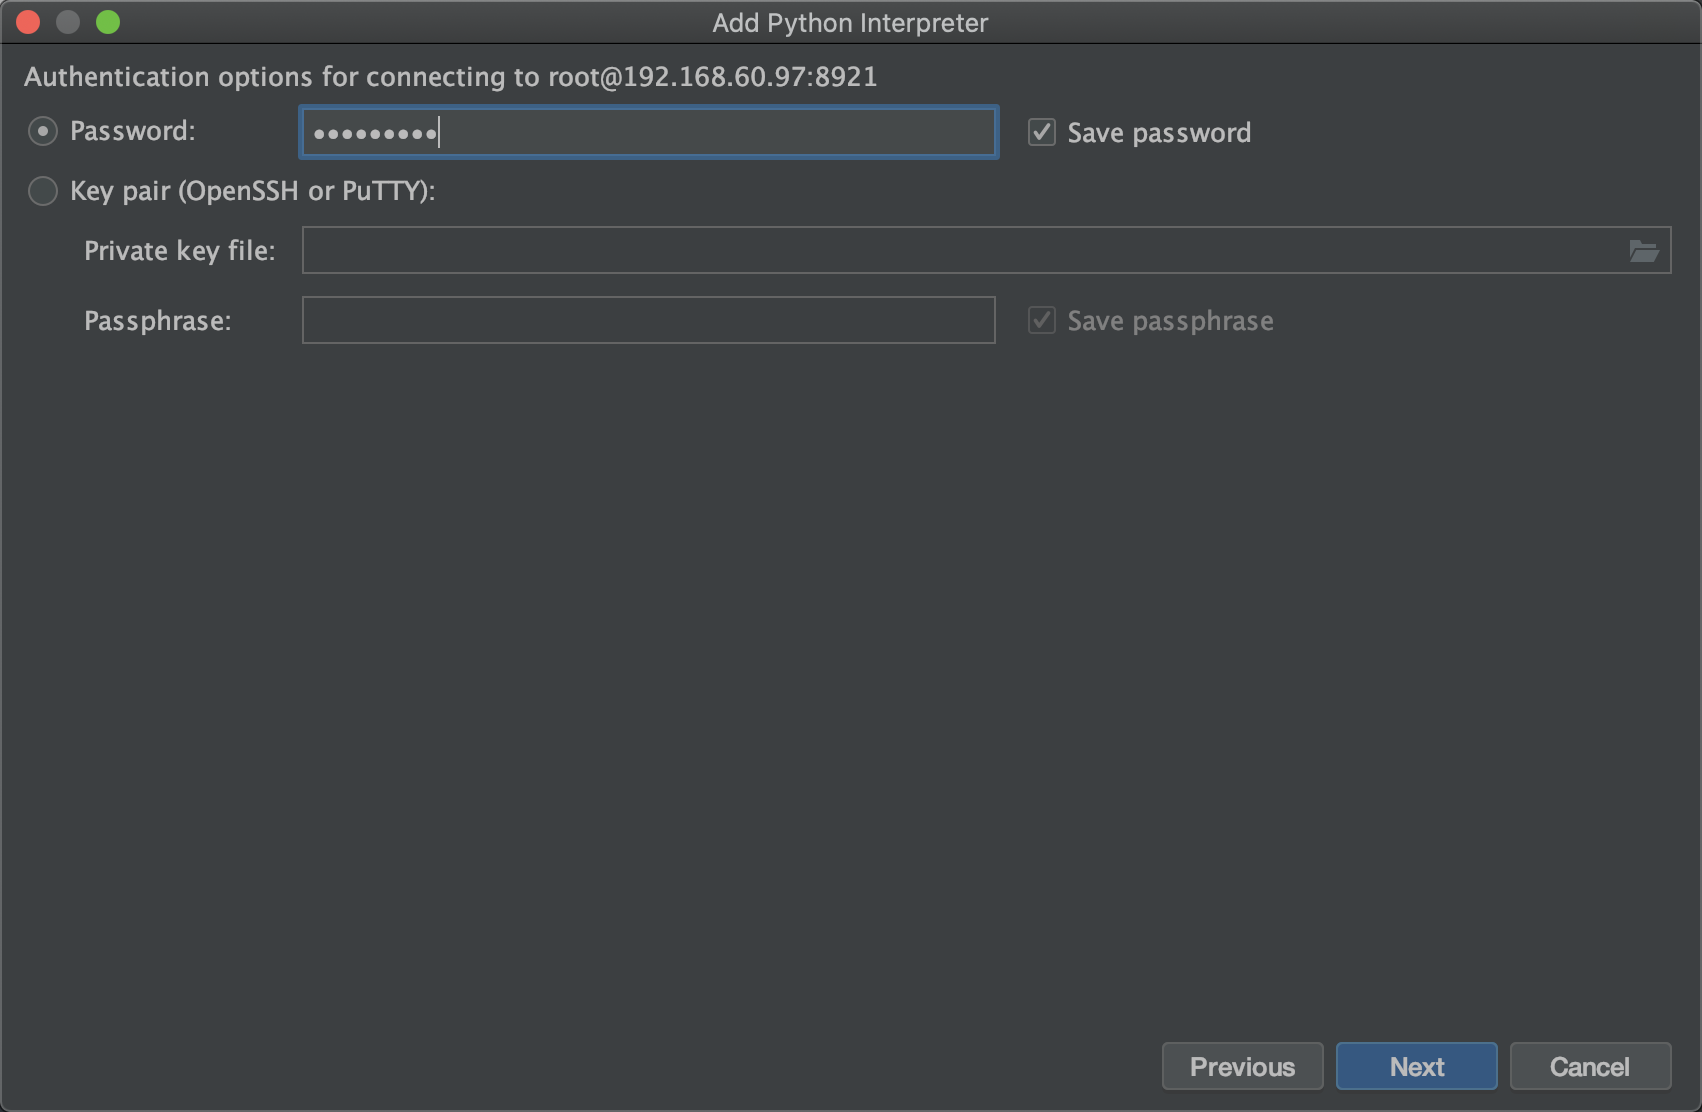 Add Python Interpreter
Authentication options for connecting to root@192.168.60.97:8921
Password: ●●●●●●●●● Save password
Key pair (OpenSSH or PuTTY):
Private key file:
Passphrase: Save passphrase
Previous Next Cancel